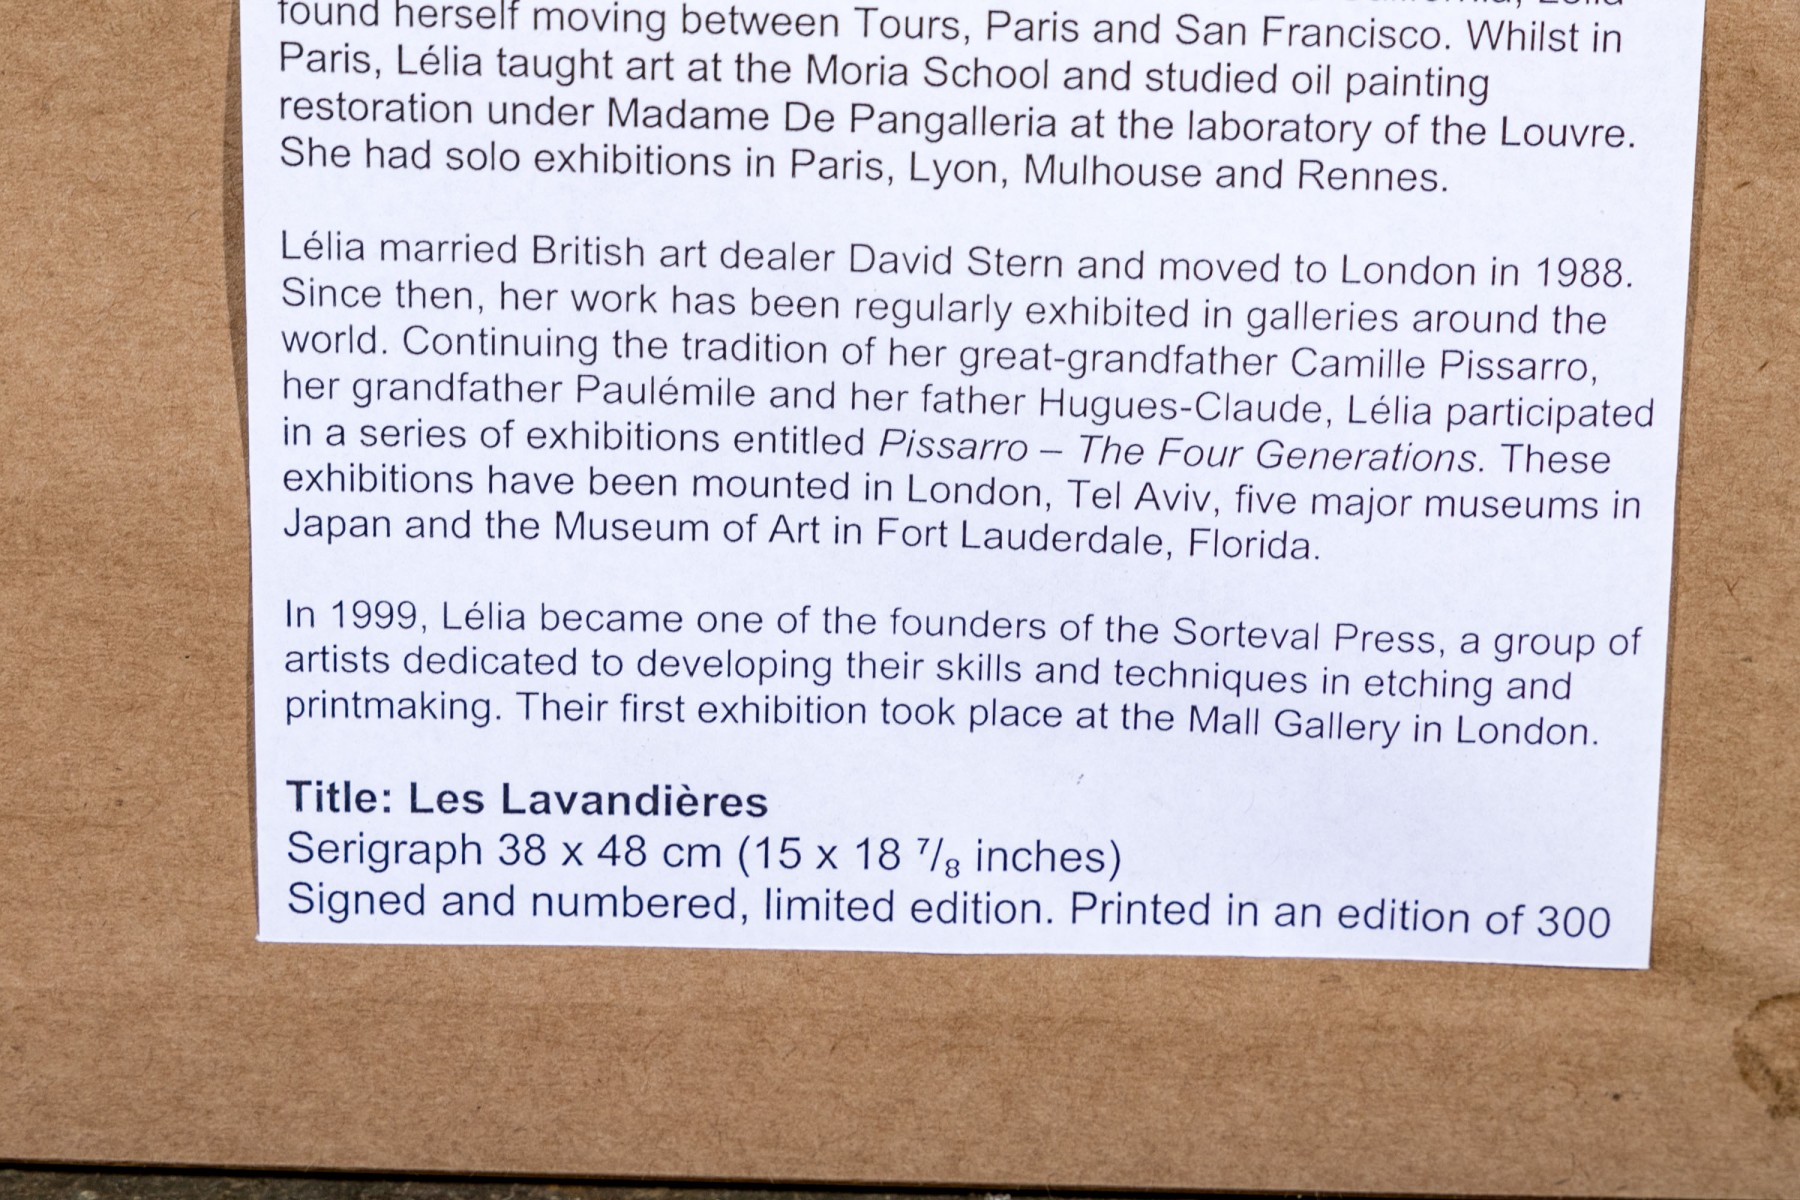 found herself moving between Tours, Paris and San Francisco. Whilst in
Paris, Lélia taught art at the Moria School and studied oil painting
restoration under Madame De Pangalleria at the laboratory of the Louvre.
She had solo exhibitions in Paris, Lyon, Mulhouse and Rennes.
Lélia married British art dealer David Stern and moved to London in 1988.
Since then, her work has been regularly exhibited in galleries around the
world. Continuing the tradition of her great-grandfather Camille Pissarro,
her grandfather Paulémile and her father Hugues-Claude, Lélia participated
in a series of exhibitions entitled Pissarro – The Four Generations. These
exhibitions have been mounted in London, Tel Aviv, five major museums in
Japan and the Museum of Art in Fort Lauderdale, Florida.
In 1999, Lélia became one of the founders of the Sorteval Press, a group of
artists dedicated to developing their skills and techniques in etching and
printmaking. Their first exhibition took place at the Mall Gallery in London.
Title: Les Lavandières
Serigraph 38 x 48 cm (15 x 18 ⁷/₈ inches)
Signed and numbered, limited edition. Printed in an edition of 300